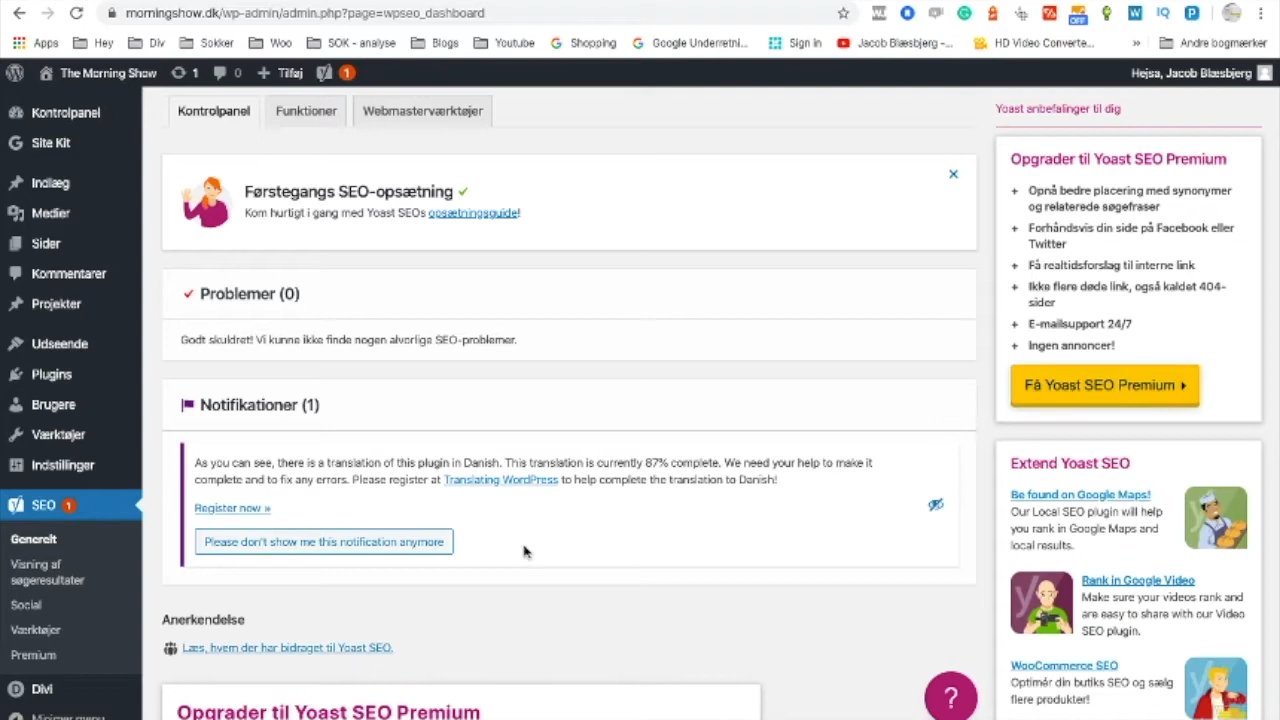 morningshow.dk/wp-admin/admin.php?page=wpseo_dashboard
Apps Hey Div Sokker Woo SOK - analyse Blogs Youtube Shopping Google Underretni... Sign in Jacob Blæsbjerg -... HD Video Converte... » Andre bogmærker
The Morning Show 1 0 + Tilføj 1 Hejsa, Jacob Blæsbjerg
Kontrolpanel
Site Kit
Indlæg
Medier
Sider
Kommentarer
Projekter
Udseende
Plugins
Brugere
Værktøjer
Indstillinger
SEO 1
Generelt
Visning af
søgeresultater
Social
Værktøjer
Premium
Divi
Minimer menu
Kontrolpanel Funktioner Webmasterværktøjer
Førstegangs SEO-opsætning
Kom hurtigt i gang med Yoast SEOs opsætningsguide!
Problemer (0)
Godt skuldret! Vi kunne ikke finde nogen alvorlige SEO-problemer.
Notifikationer (1)
As you can see, there is a translation of this plugin in Danish. This translation is currently 87% complete. We need your help to make it
complete and to fix any errors. Please register at Translating WordPress to help complete the translation to Danish!
Register now »
Please don't show me this notification anymore
Anerkendelse
Læs, hvem der har bidraget til Yoast SEO.
Opgrader til Yoast SEO Premium
Yoast anbefalinger til dig
Opgrader til Yoast SEO Premium
+ Opnå bedre placering med synonymer
og relaterede søgefraser
+ Forhåndsvis din side på Facebook eller
Twitter
+ Få realtidsforslag til interne link
+ Ikke flere døde link, også kaldet 404-
sider
+ E-mailsupport 24/7
+ Ingen annoncer!
Få Yoast SEO Premium
Extend Yoast SEO
Be found on Google Maps!
Our Local SEO plugin will help
you rank in Google Maps and
local results.
Rank in Google Video
Make sure your videos rank and
are easy to share with our Video
SEO plugin.
WooCommerce SEO
Optimér din butiks SEO og sælg
flere produkter!
?